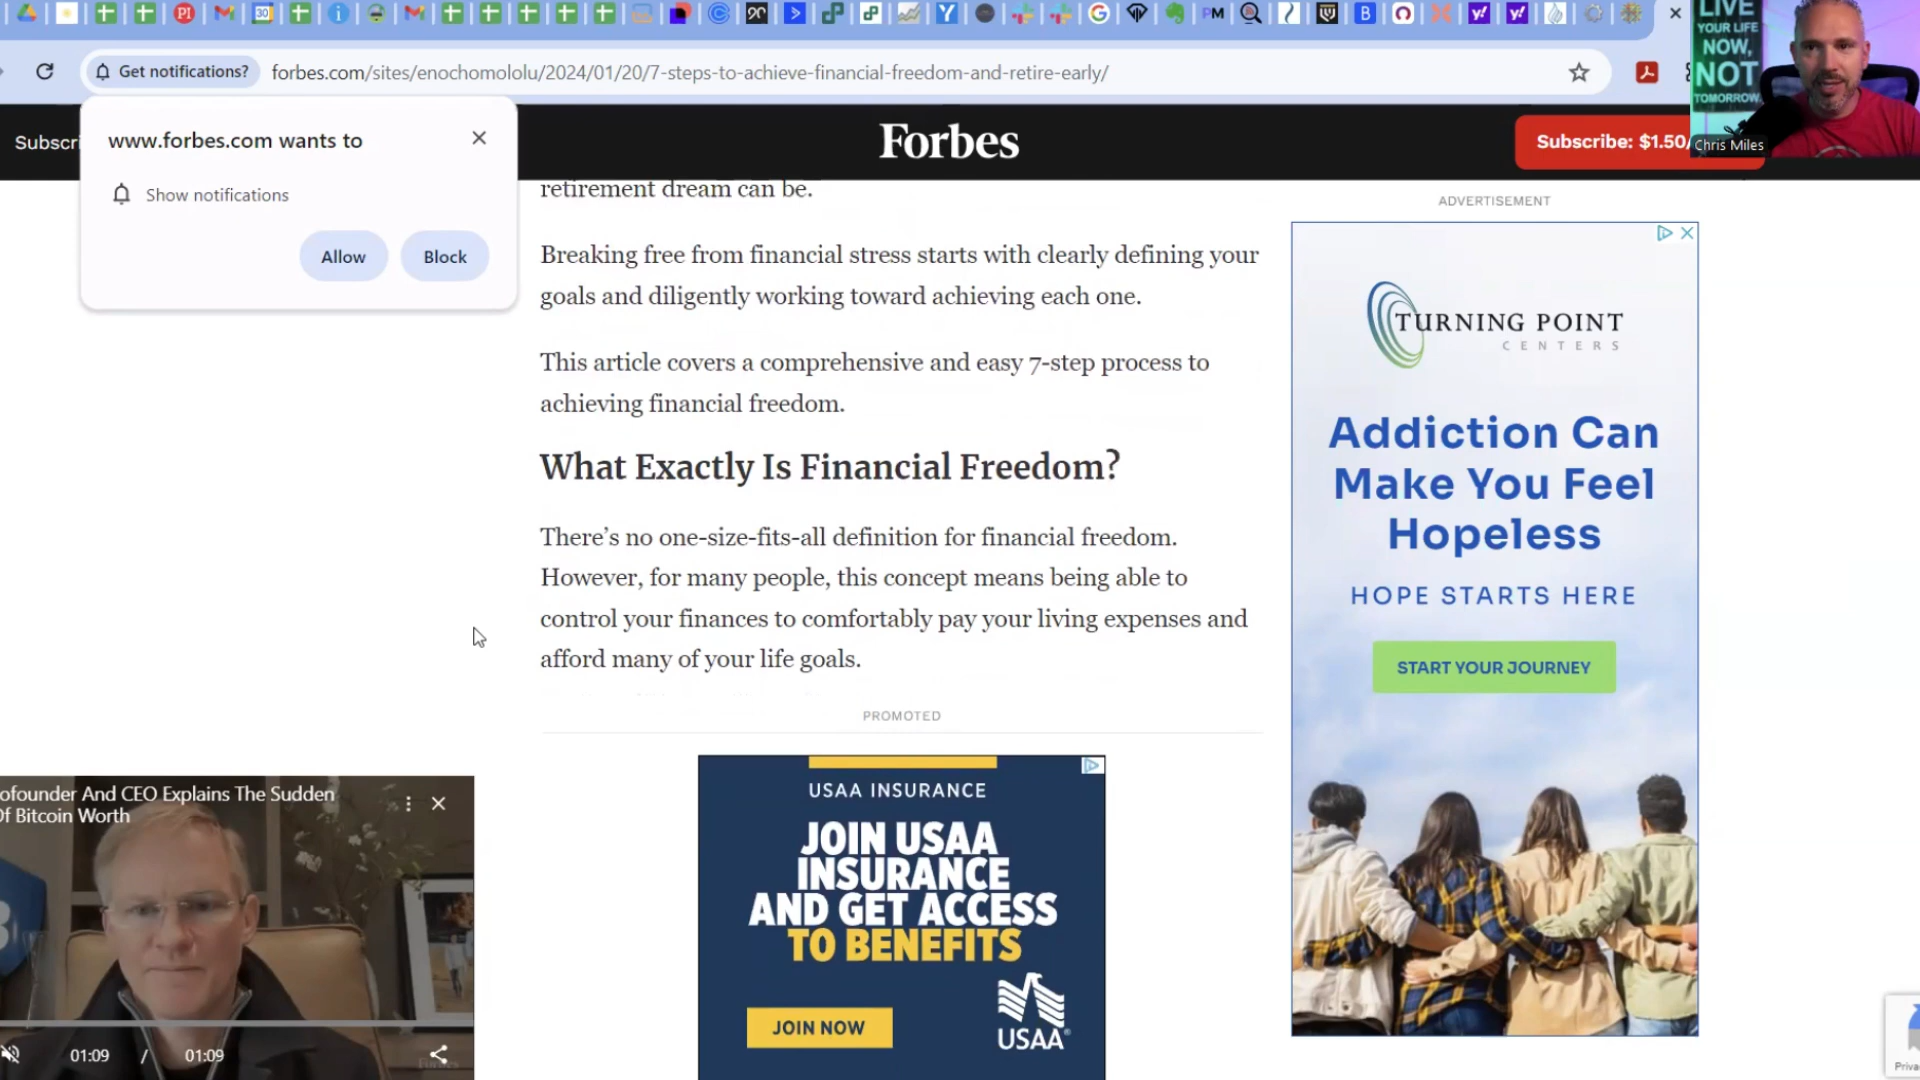 LIVE
YOUR LIFE
NOW,
NOT
TOMORROW.
Chris Miles
Get notifications?
forbes.com/sites/enochomololu/2024/01/20/7-steps-to-achieve-financial-freedom-and-retire-early/
www.forbes.com wants to
Show notifications
Allow
Block
Forbes
Subscribe: $1.50/
retirement dream can be.
Breaking free from financial stress starts with clearly defining your
goals and diligently working toward achieving each one.
This article covers a comprehensive and easy 7-step process to
achieving financial freedom.
What Exactly Is Financial Freedom?
There’s no one-size-fits-all definition for financial freedom.
However, for many people, this concept means being able to
control your finances to comfortably pay your living expenses and
afford many of your life goals.
PROMOTED
USAA INSURANCE
JOIN USAA
INSURANCE
AND GET ACCESS
TO BENEFITS
JOIN NOW
USAA®
ADVERTISEMENT
TURNING POINT
CENTERS
Addiction Can
Make You Feel
Hopeless
HOPE STARTS HERE
START YOUR JOURNEY
ofounder And CEO Explains The Sudden
Of Bitcoin Worth
01:09 / 01:09